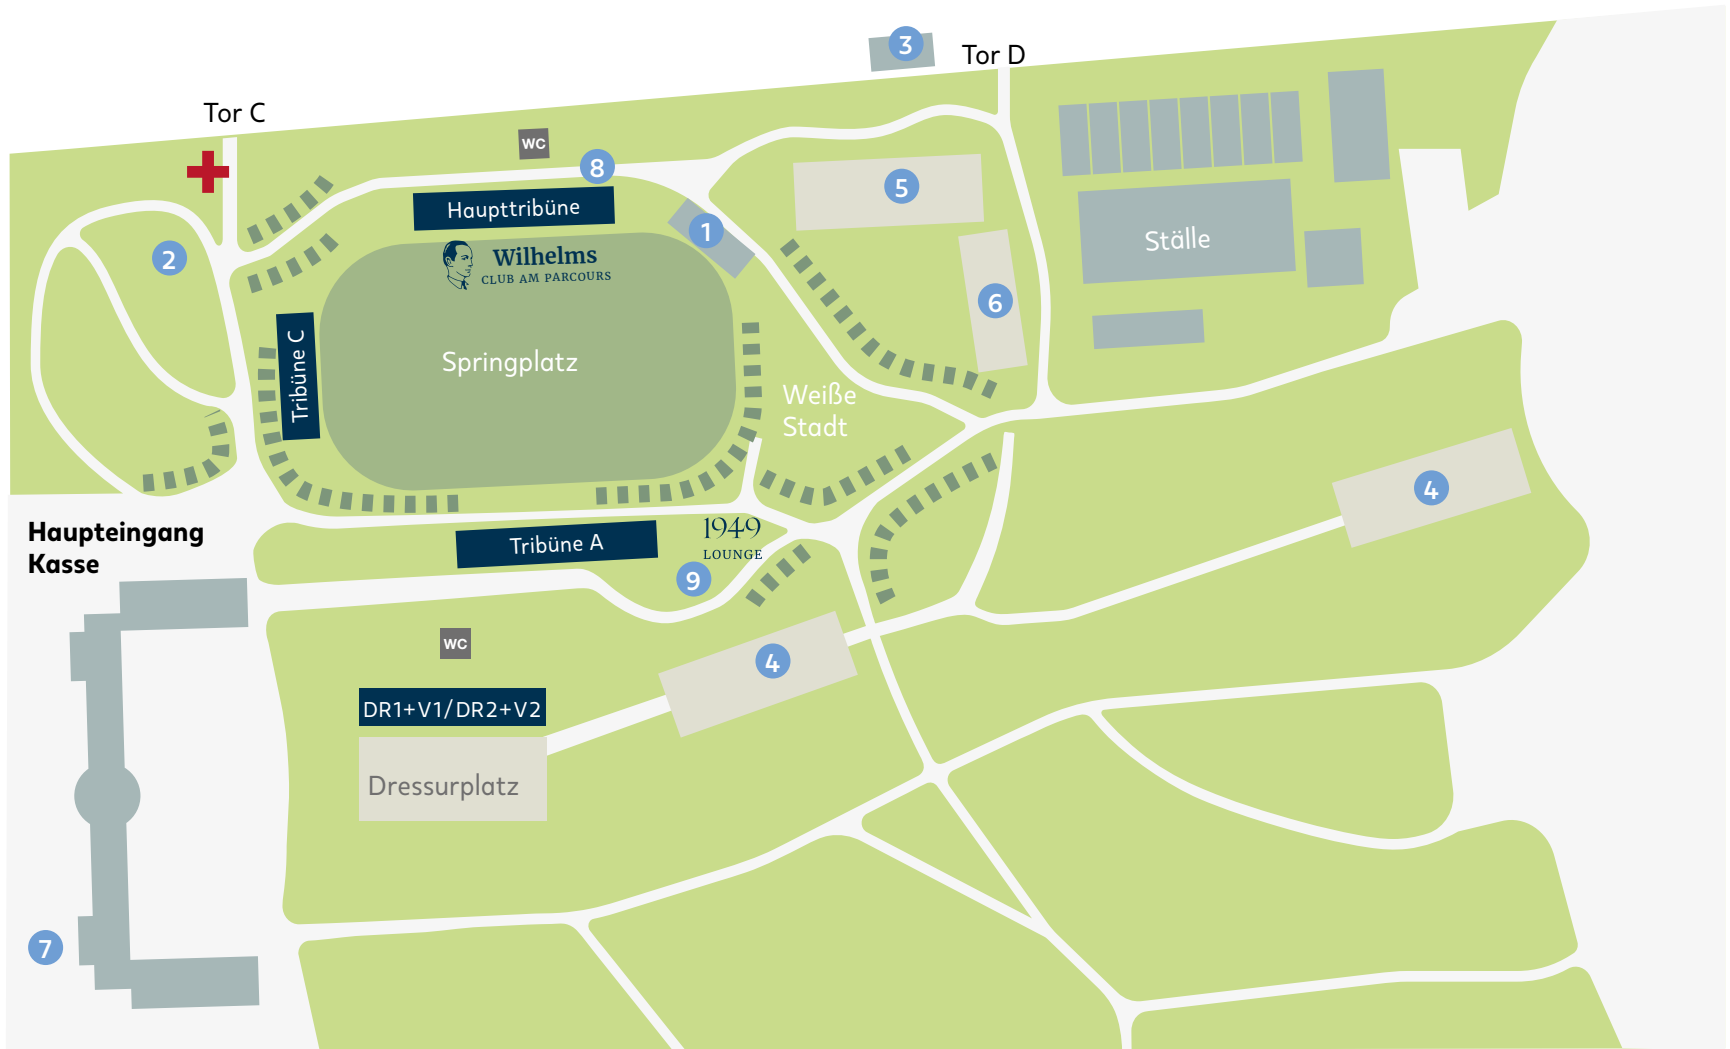 3
Tor D
Tor C
WC
8
Haupttribüne
5
1
2
Wilhelms
CLUB AM PARCOURS
Ställe
6
Tribüne C
Springplatz
Weiße
Stadt
4
Haupteingang
Kasse
Tribüne A
1949
LOUNGE
9
WC
4
DR1+V1/DR2+V2
Dressurplatz
7